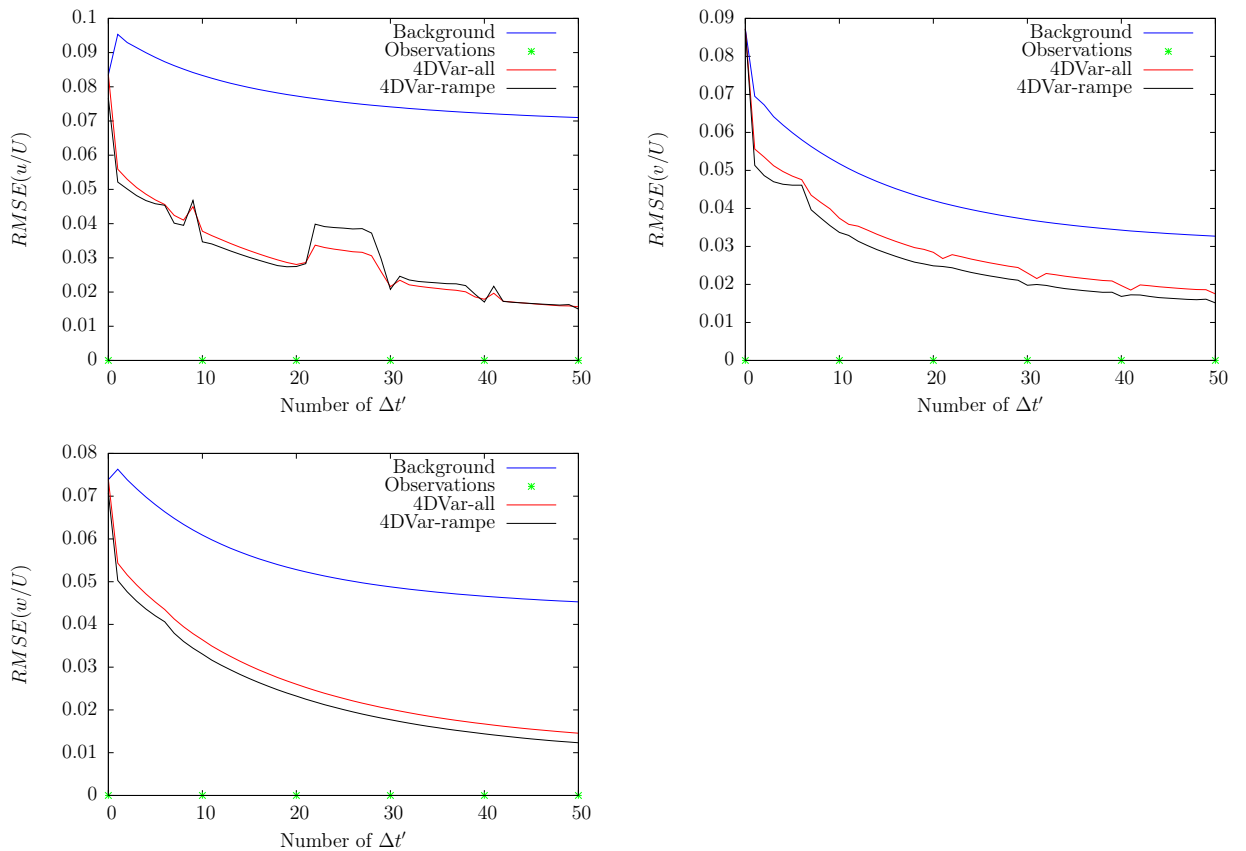 0.1
0.09
0.08
0.07
0.06
0.05
0.04
0.03
0.02
0.01
0
0 10 20 30 40 50
RMSE(u/U)
Number of Δt′
Background
Observations
4DVar-all
4DVar-rampe
0.09
0.08
0.07
0.06
0.05
0.04
0.03
0.02
0.01
0
0 10 20 30 40 50
RMSE(v/U)
Number of Δt′
Background
Observations
4DVar-all
4DVar-rampe
0.08
0.07
0.06
0.05
0.04
0.03
0.02
0.01
0
0 10 20 30 40 50
RMSE(w/U)
Number of Δt′
Background
Observations
4DVar-all
4DVar-rampe